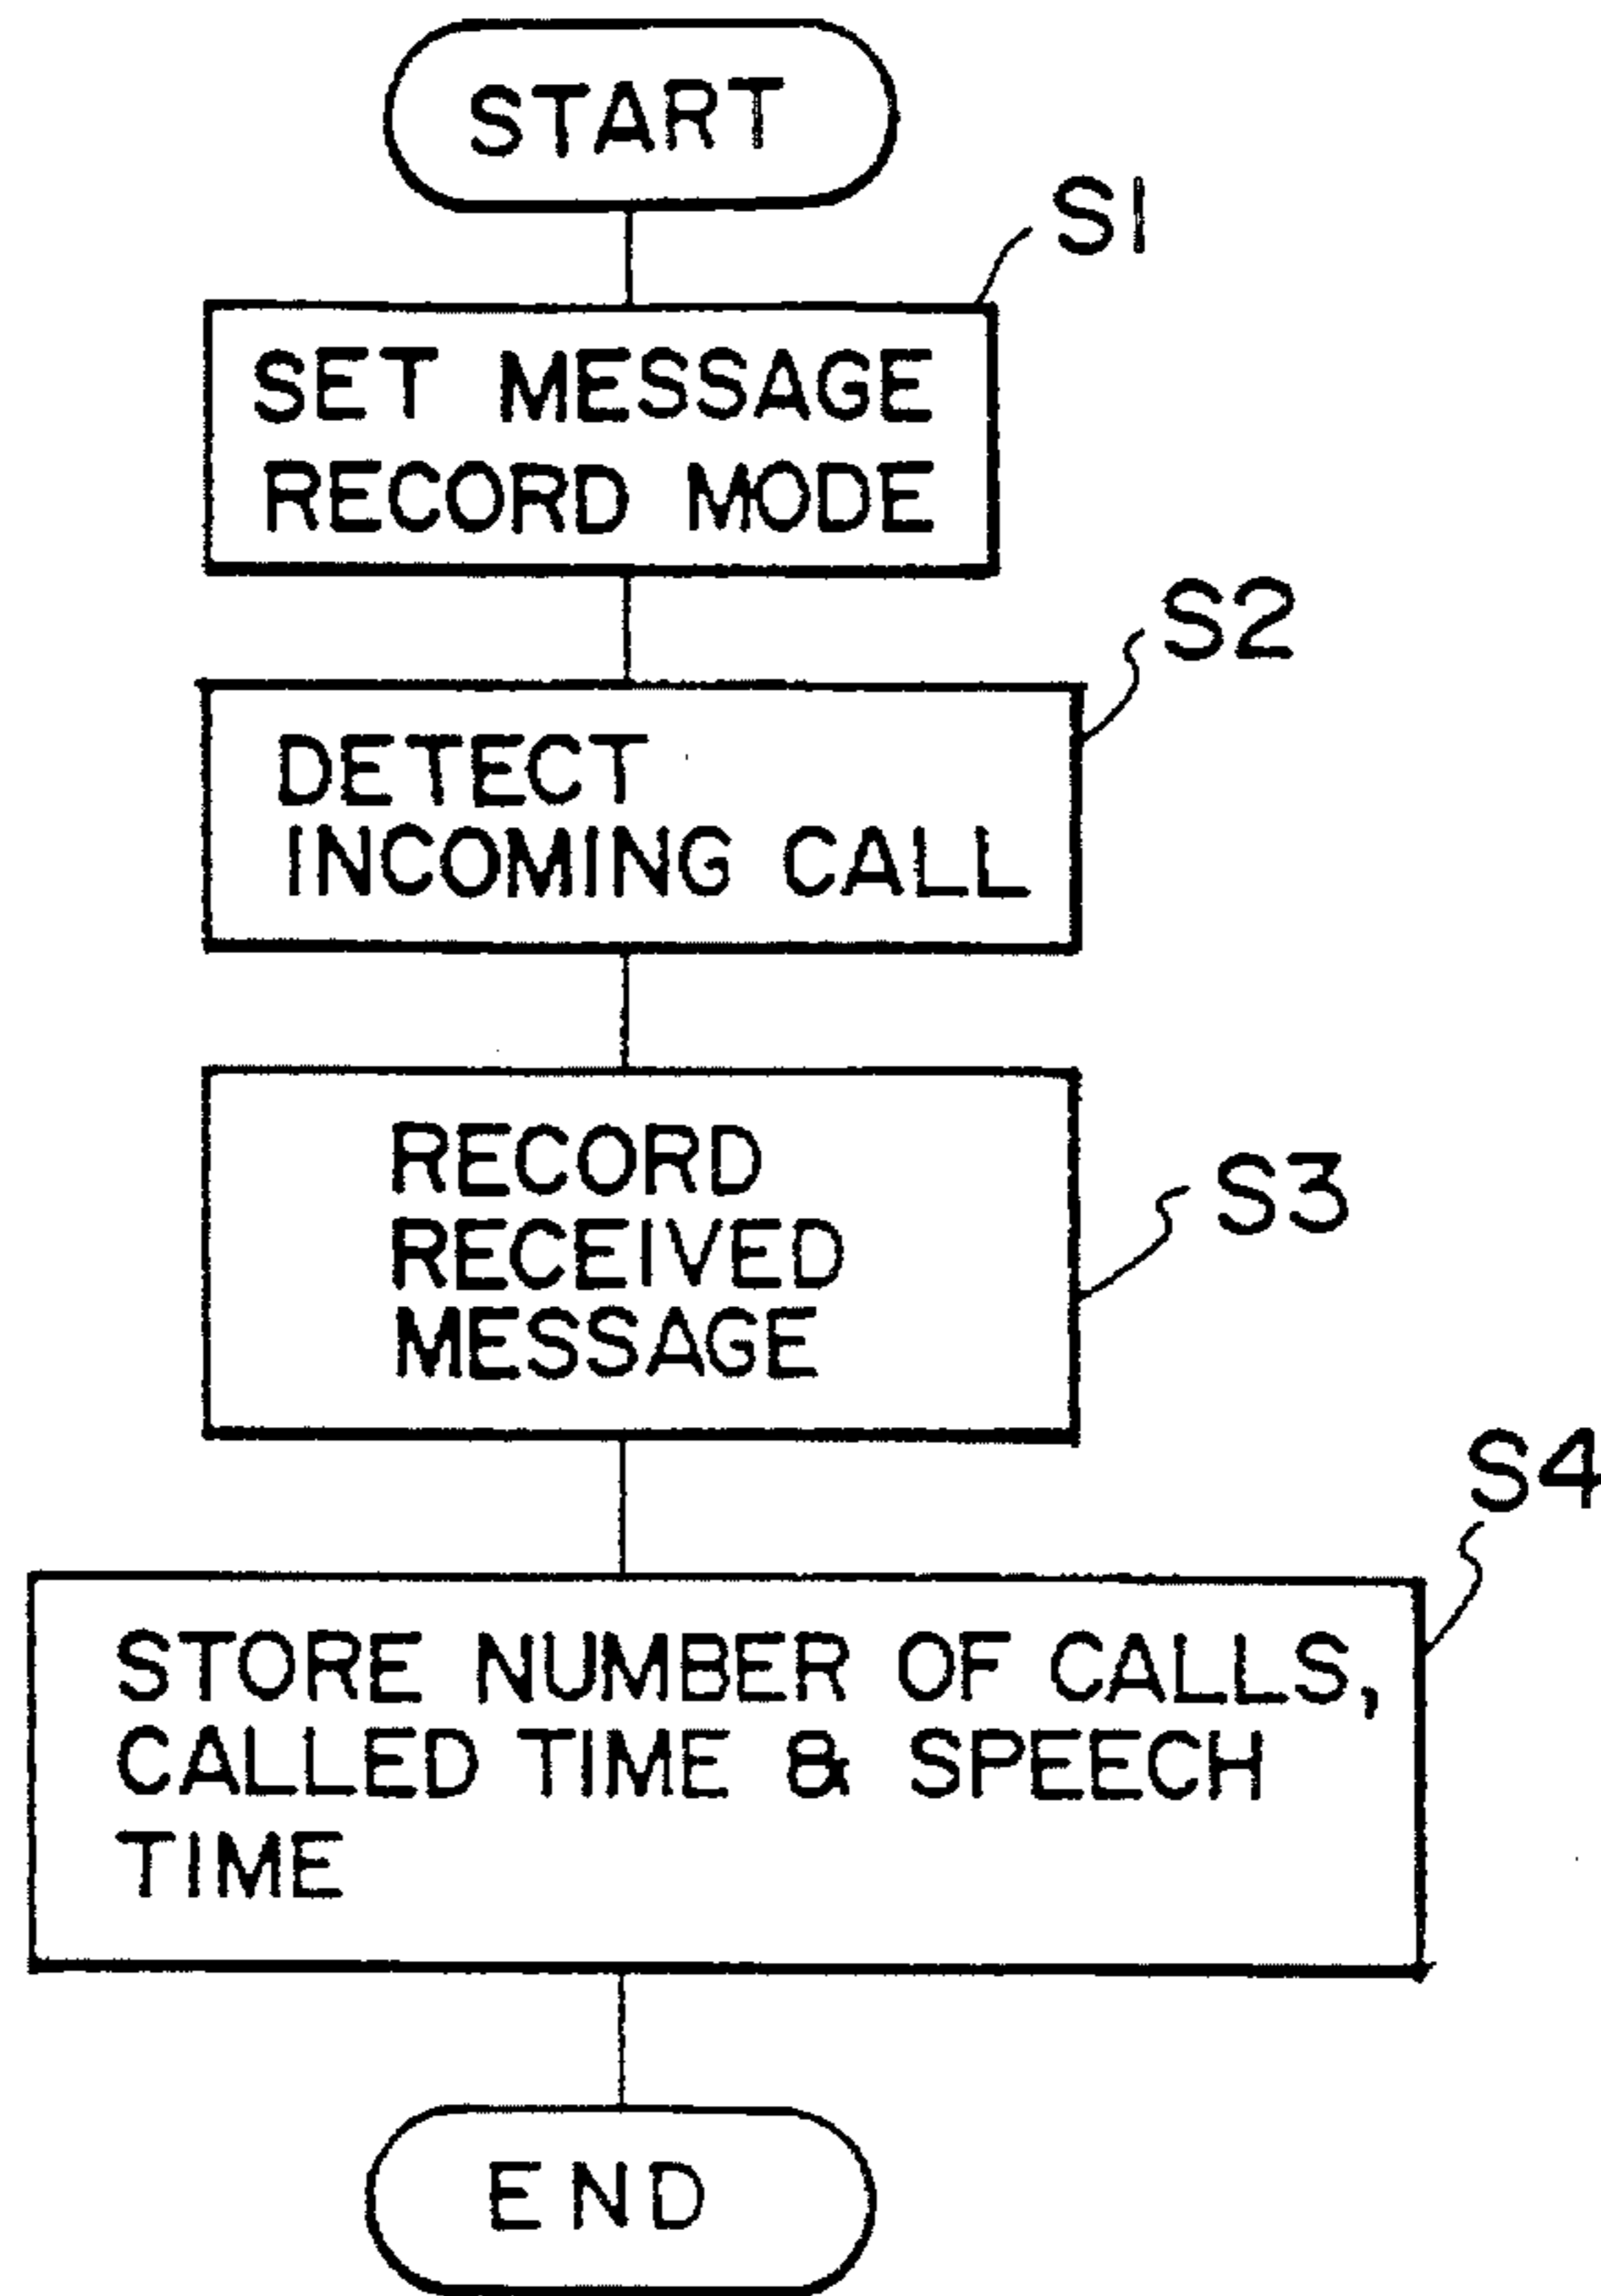 START
S1
SET MESSAGE
RECORD MODE
S2
DETECT
INCOMING CALL
RECORD
RECEIVED
MESSAGE
S3
S4
STORE NUMBER OF CALLS,
CALLED TIME & SPEECH
TIME
END